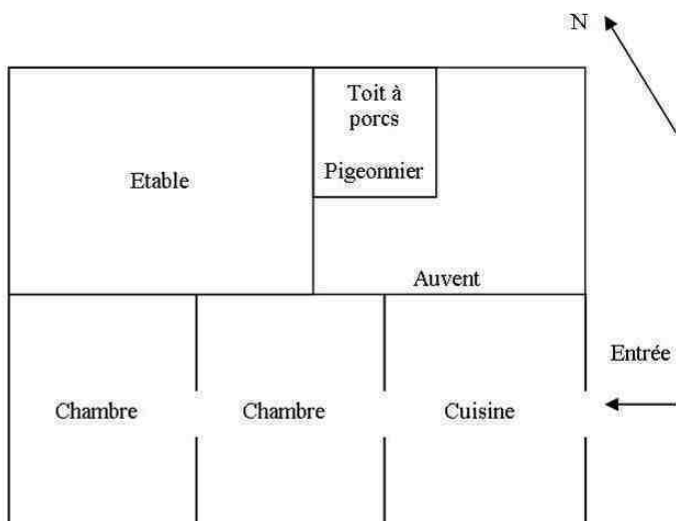 N
Toit à
porcs
Pigeonnier
Etable
Auvent
Entrée
Chambre
Chambre
Cuisine